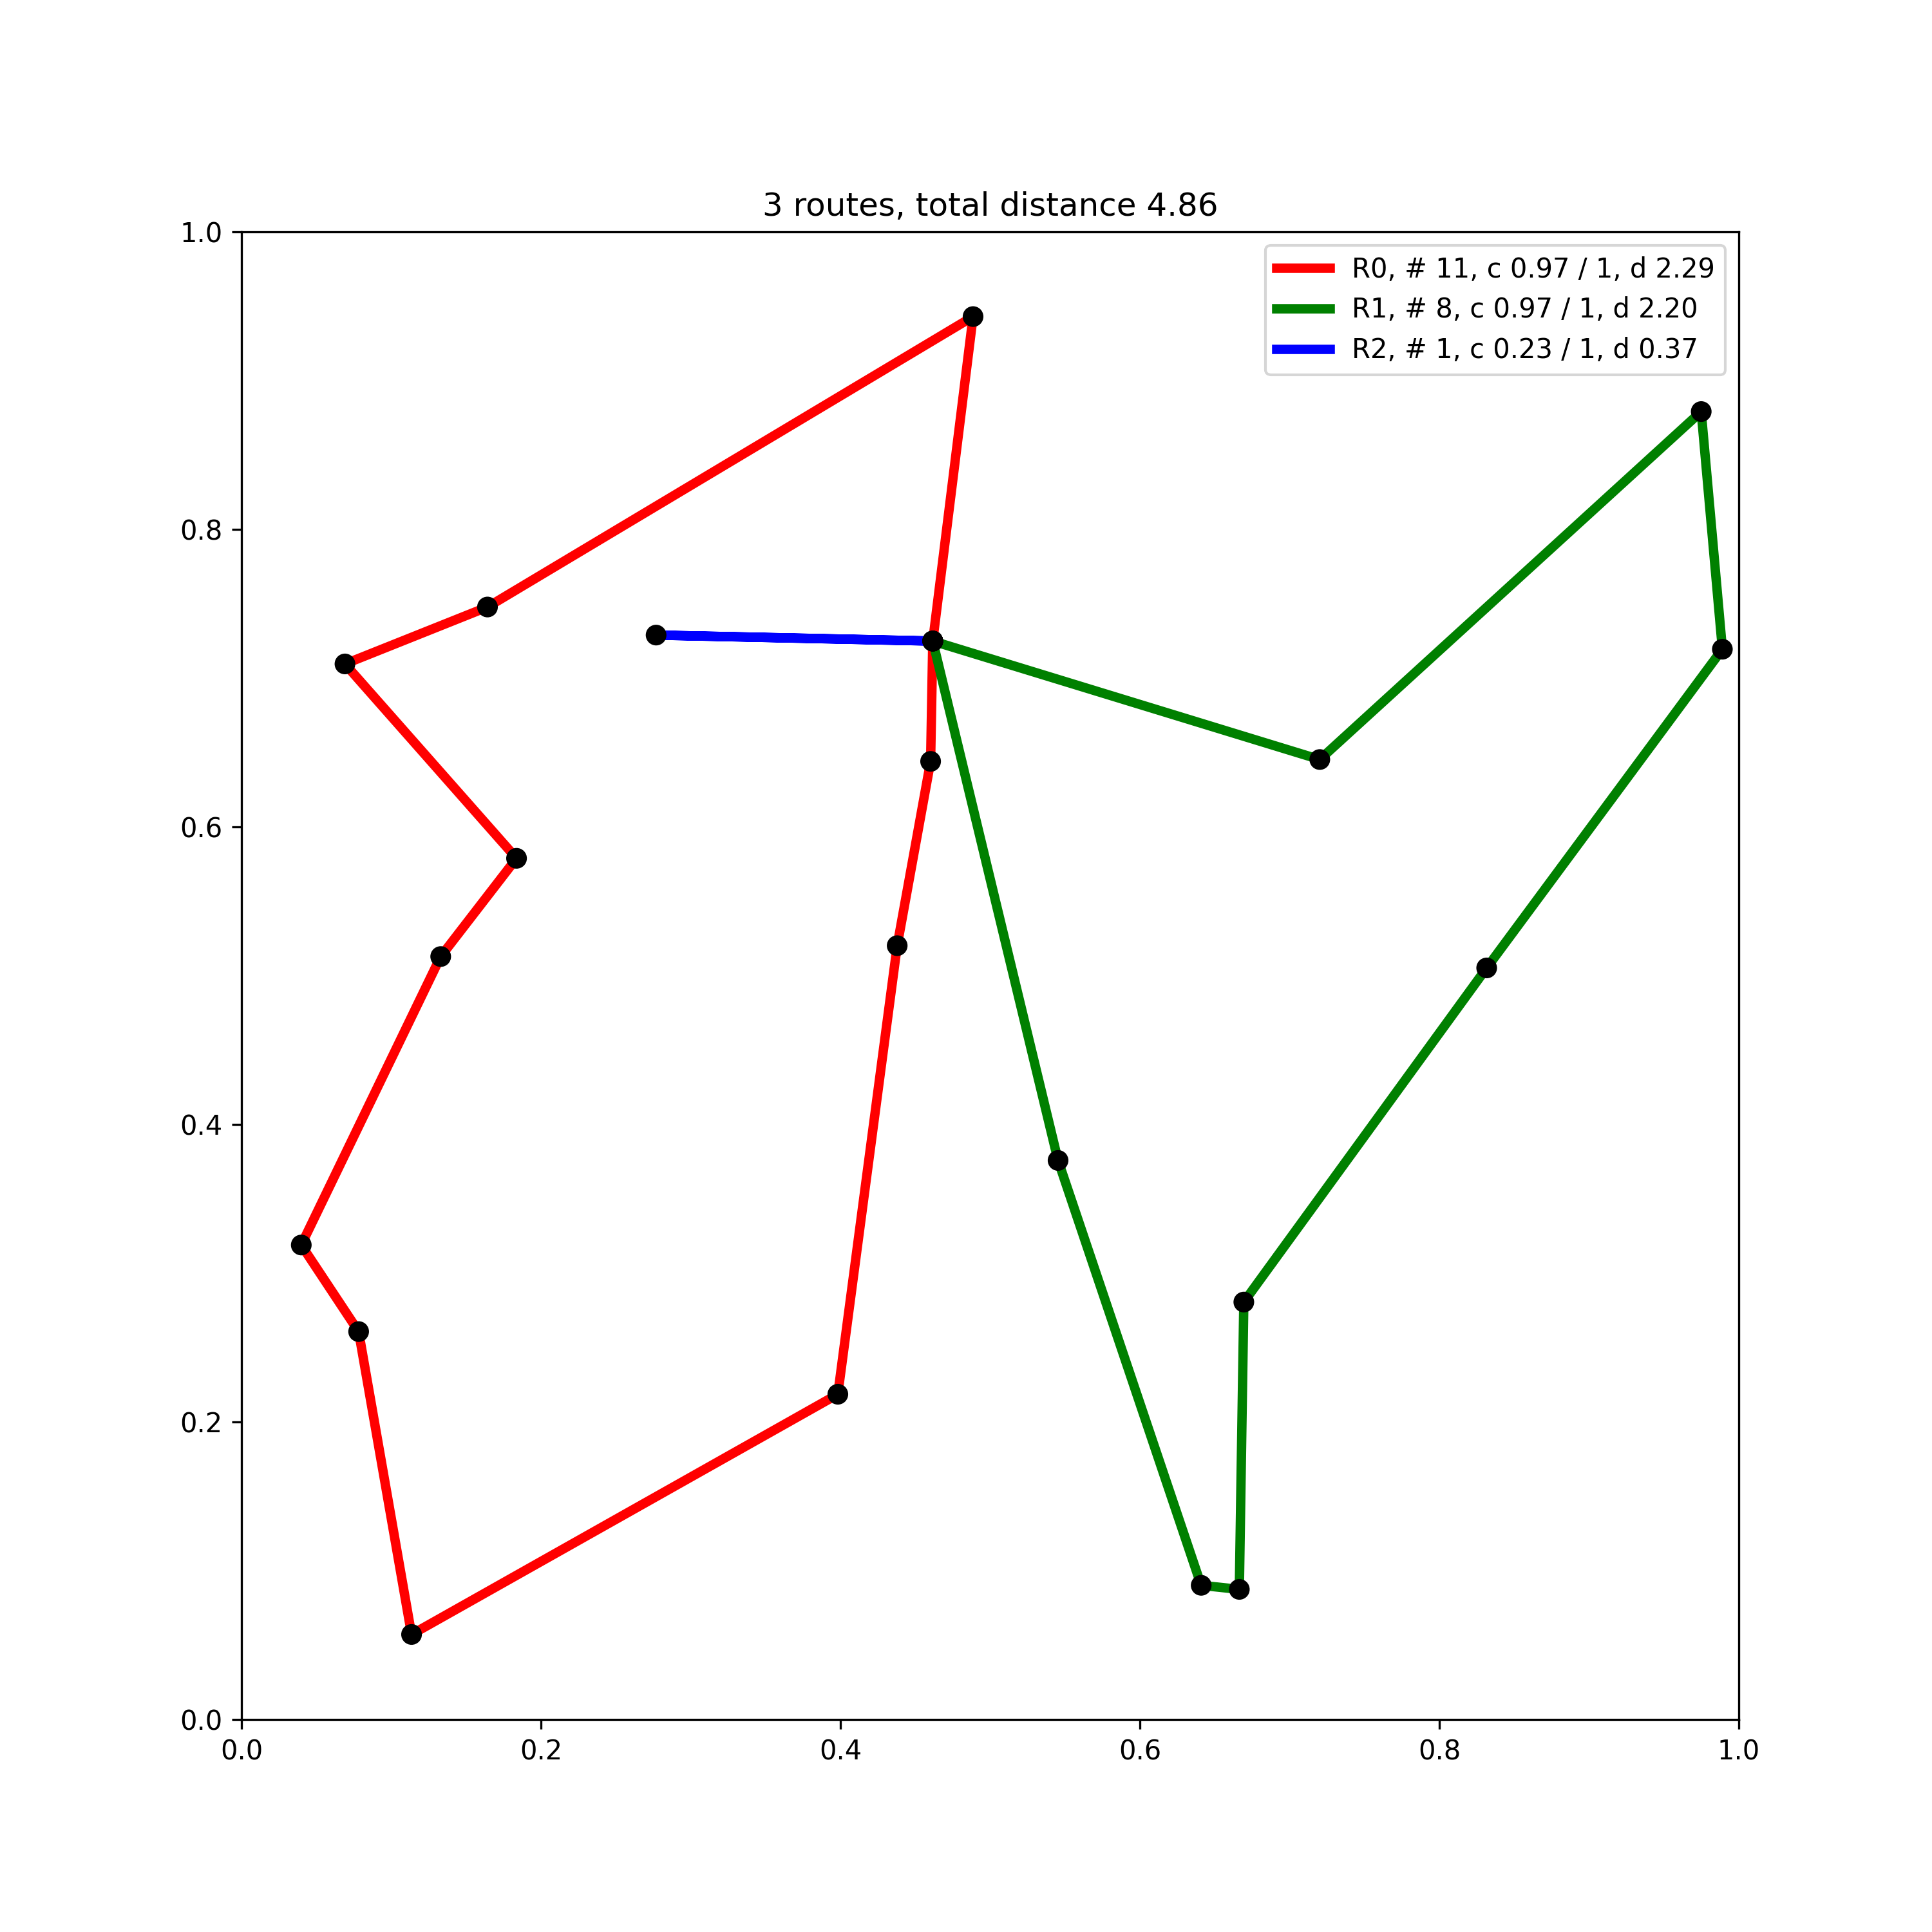 3 routes, total distance 4.86
R0, # 11, c 0.97 / 1, d 2.29
R1, # 8, c 0.97 / 1, d 2.20
R2, # 1, c 0.23 / 1, d 0.37
1.0
0.8
0.6
0.4
0.2
0.0
0.0 0.2 0.4 0.6 0.8 1.0